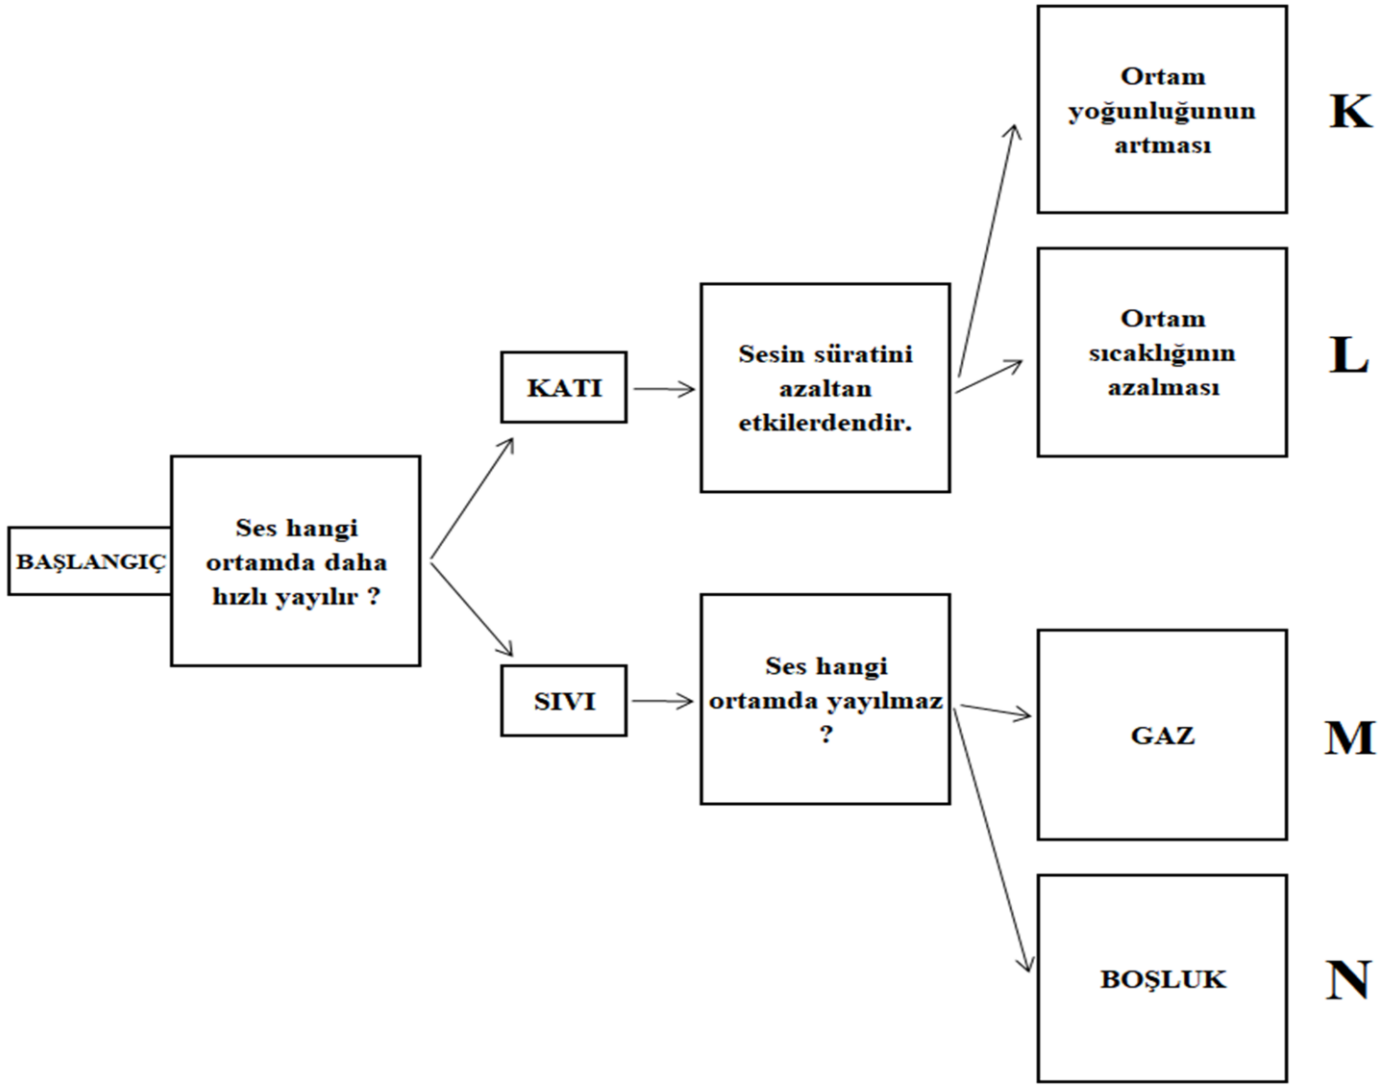 BAŞLANGIÇ
Ses hangi
ortamda daha
hızlı yayılır ?
KATI
Sesin süratini
azaltan
etkilerdendir.
Ortam
yoğunluğunun
artması
K
Ortam
sıcaklığının
azalması
L
SIVI
Ses hangi
ortamda yayılmaz
?
GAZ
M
BOŞLUK
N